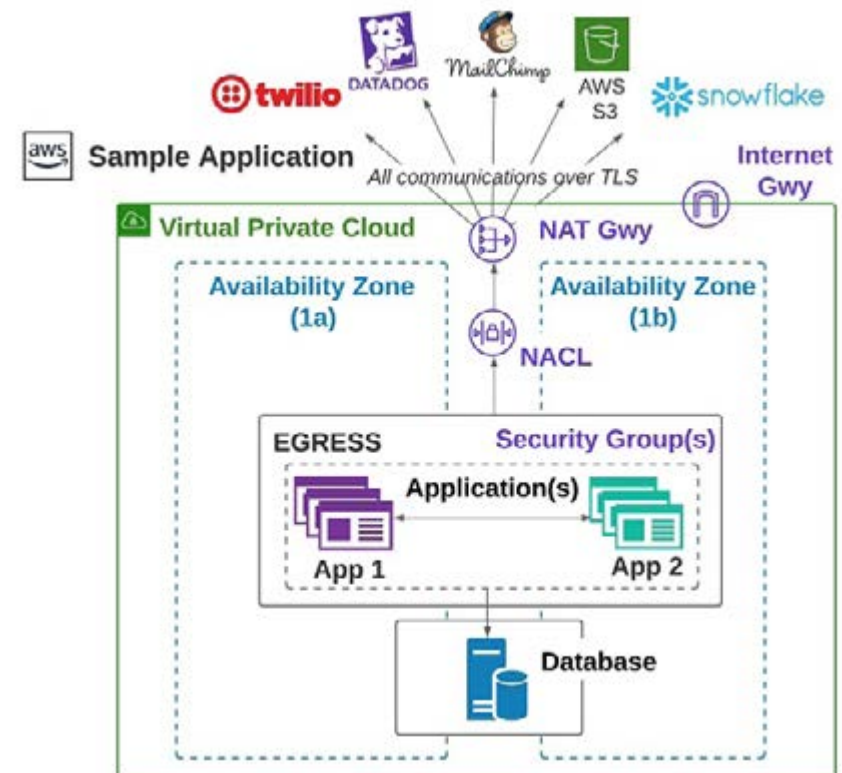 twilio
DATADOG
MailChimp
AWS
S3
snowflake
aws
Sample Application
All communications over TLS
Internet
Gwy
Virtual Private Cloud
NAT Gwy
Availability Zone
(1a)
Availability Zone
(1b)
NACL
EGRESS
Security Group(s)
Application(s)
App 1
App 2
Database